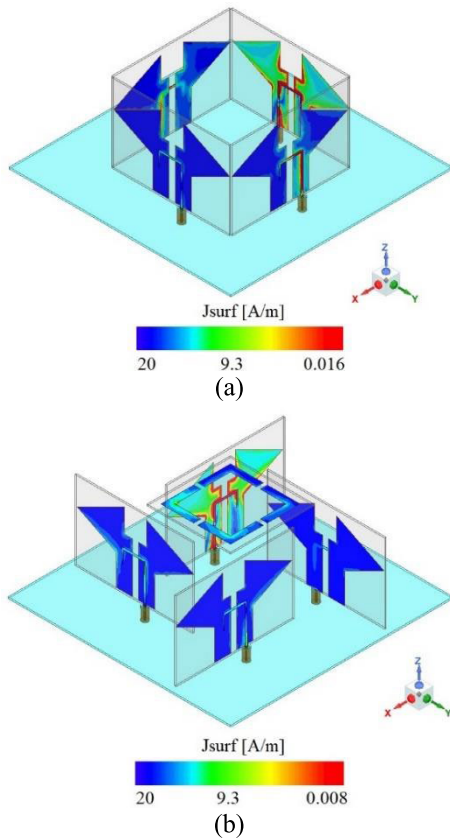 Z
X
Y
Jsurf [A/m]
20 9.3 0.016
(a)
Z
X
Y
Jsurf [A/m]
20 9.3 0.008
(b)